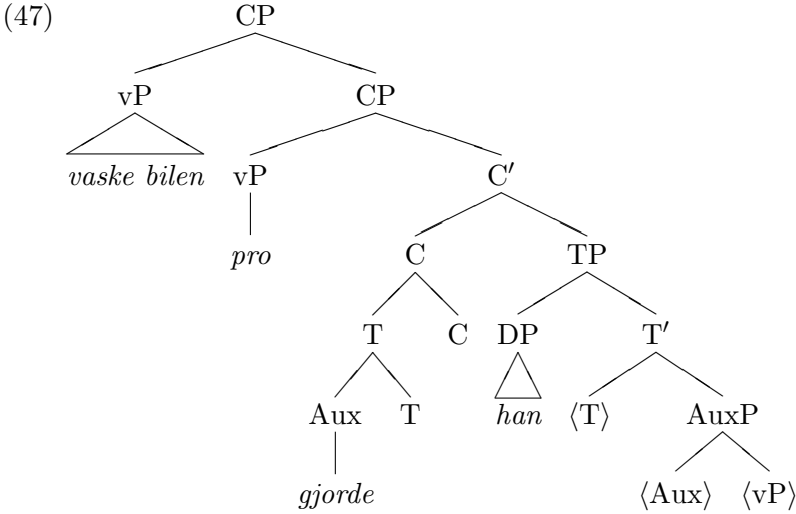 (47) CP
vP CP
vaske bilen vP C′
pro C TP
T C DP T′
Aux T han ⟨T⟩ AuxP
gjorde ⟨Aux⟩ ⟨vP⟩